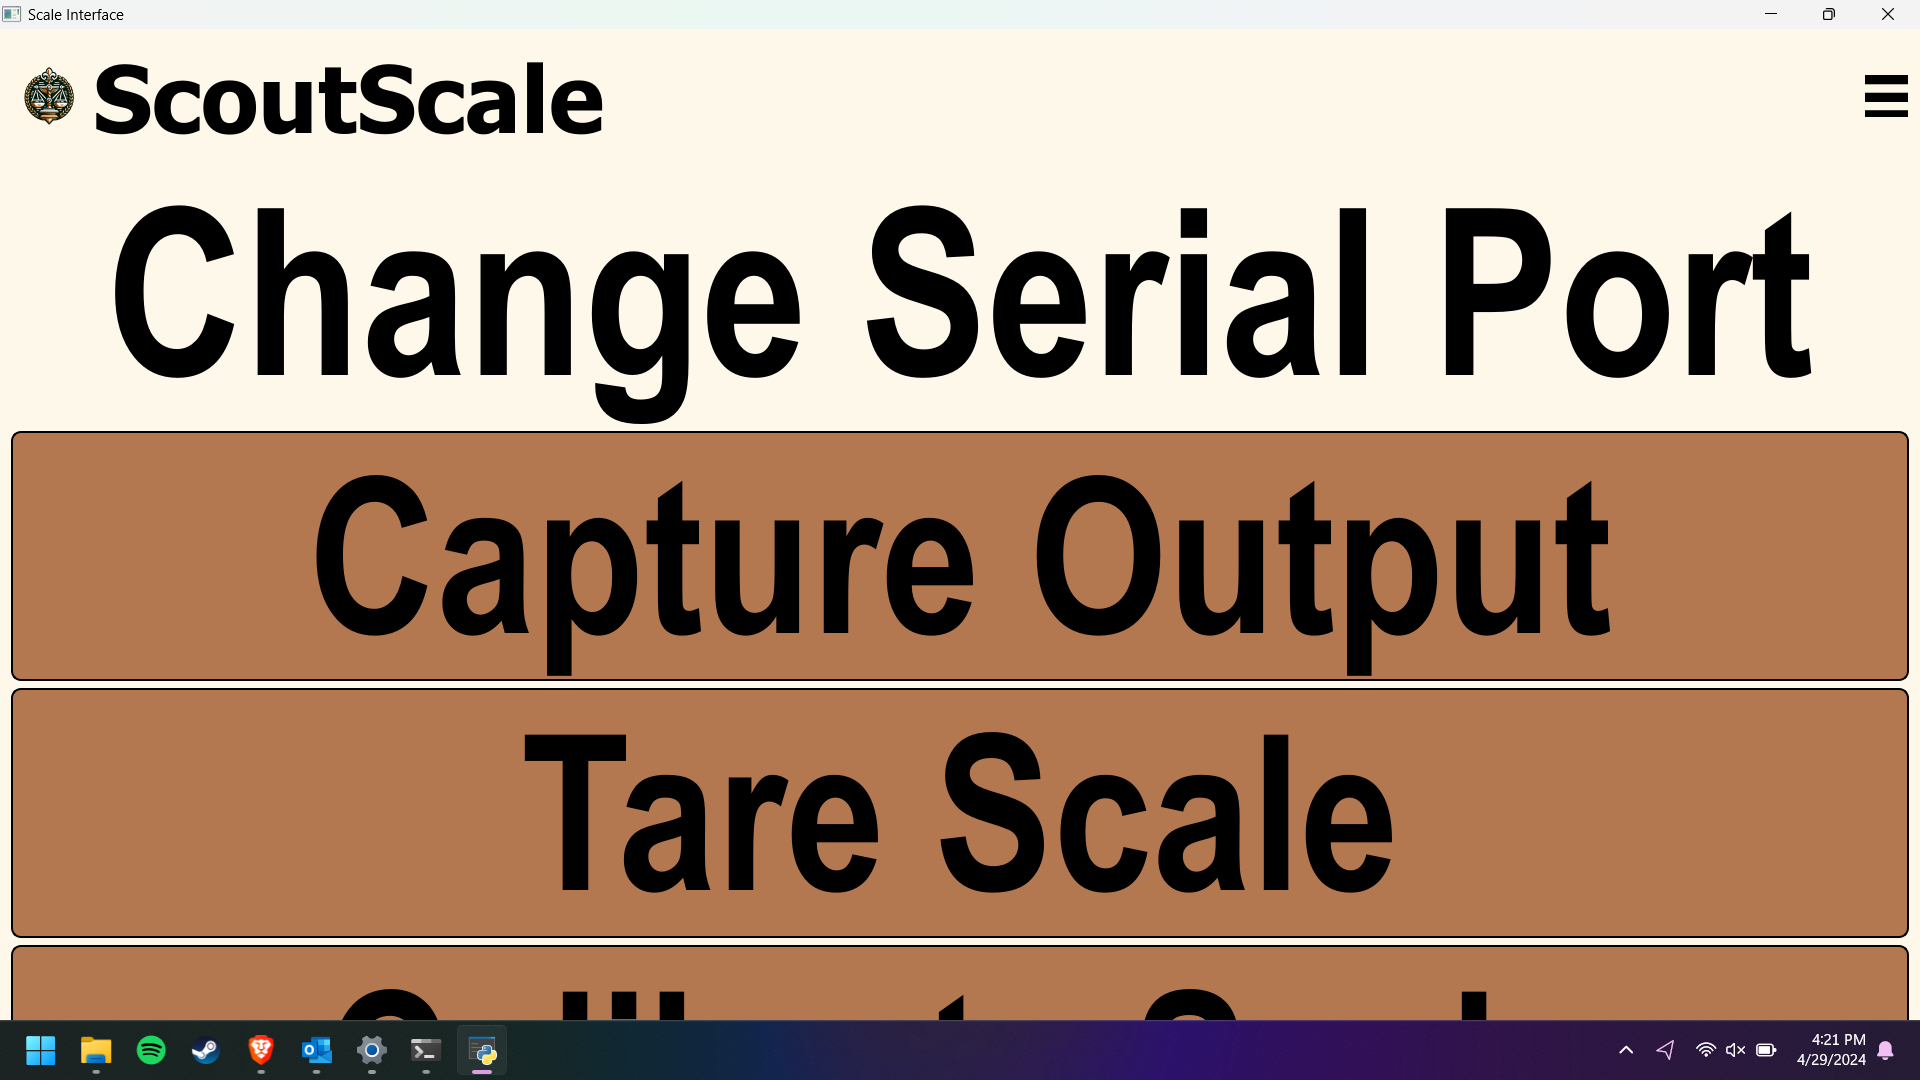 Scale Interface
ScoutScale
Change Serial Port
Capture Output
Tare Scale
4:21 PM
4/29/2024